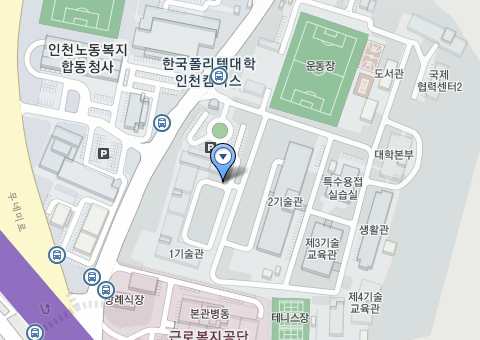 인천노동복지
합동청사
한국폴리텍대학
인천캠퍼스
운동장
도서관
국제
협력센터2
P
P
대학본부
특수용접
실습실
2기술관
무네미로
1기술관
제3기술
교육관
생활관
장례식장
본관병동
제4기술
교육관
테니스장
근로복지공단